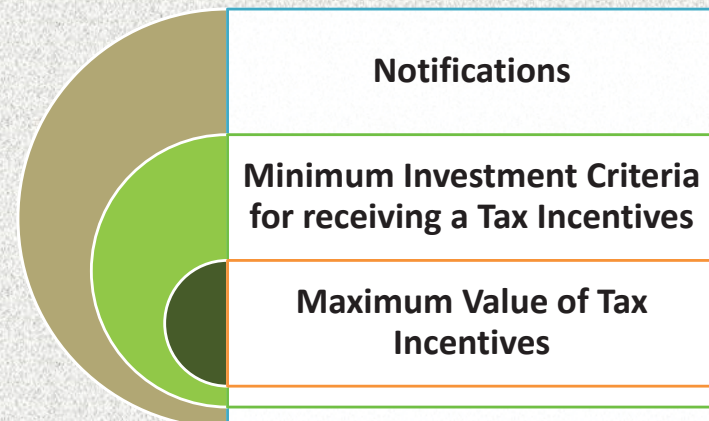 Notifications
Minimum Investment Criteria
for receiving a Tax Incentives
Maximum Value of Tax
Incentives